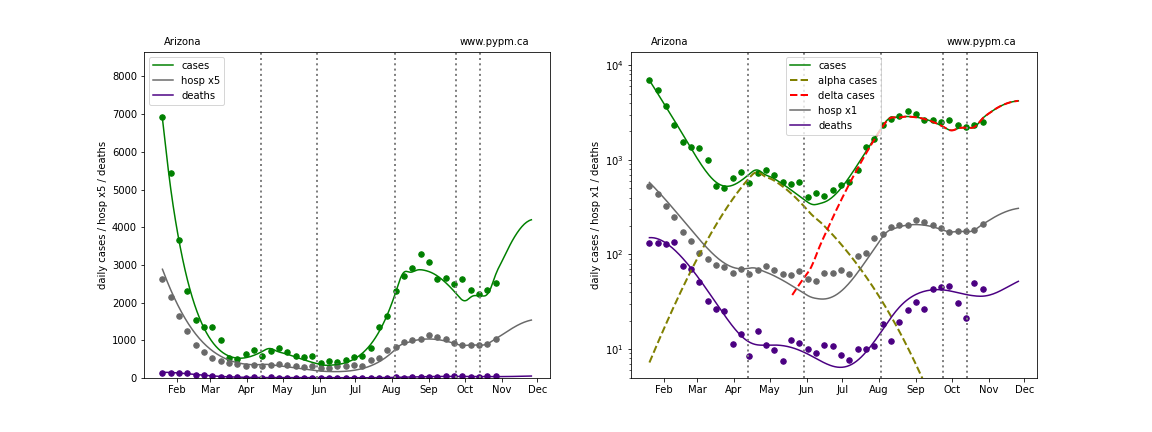 Arizona
www.pypm.ca
cases
hosp x5
deaths
daily cases / hosp x5 / deaths
8000
7000
6000
5000
4000
3000
2000
1000
0
Feb Mar Apr May Jun Jul Aug Sep Oct Nov Dec
Arizona
www.pypm.ca
cases
alpha cases
delta cases
hosp x1
deaths
daily cases / hosp x1 / deaths
10⁴
10³
10²
10¹
Feb Mar Apr May Jun Jul Aug Sep Oct Nov Dec